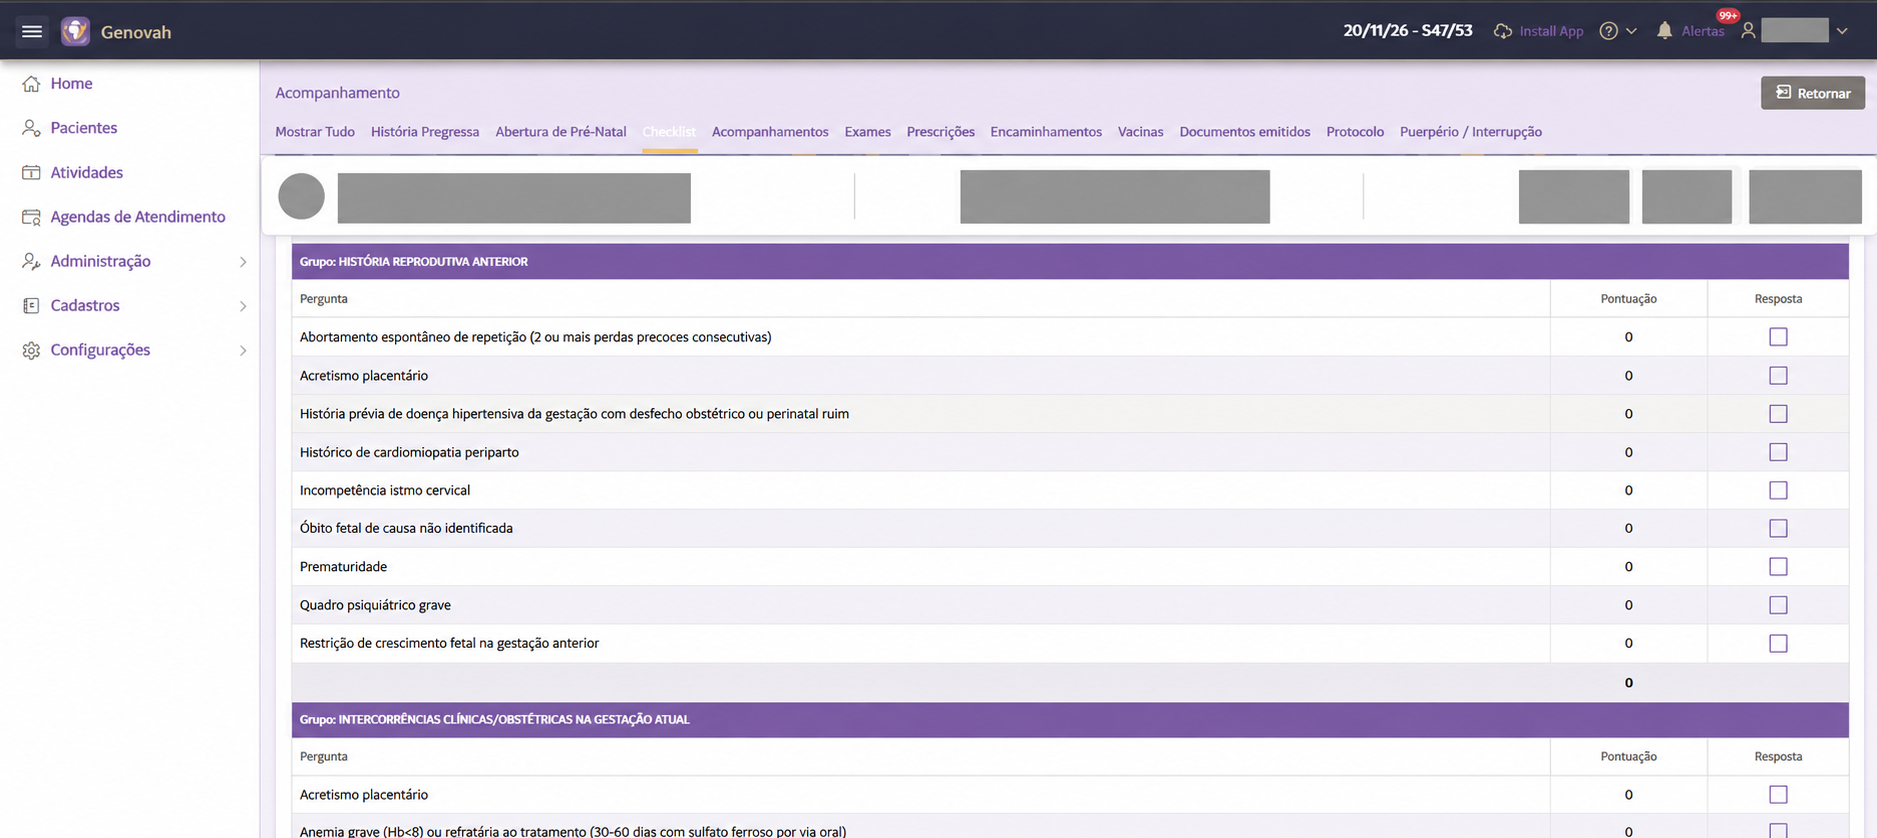 Genovah
20/11/26 - S47/53
Install App
Alertas
99+
Home
Pacientes
Atividades
Agendas de Atendimento
Administração
Cadastros
Configurações
Acompanhamento
Retornar
Mostrar Tudo História Pregressa Abertura de Pré-Natal Checklist Acompanhamentos Exames Prescrições Encaminhamentos Vacinas Documentos emitidos Protocolo Puerpério / Interrupção
Grupo: HISTÓRIA REPRODUTIVA ANTERIOR
Pergunta Pontuação Resposta
Abortamento espontâneo de repetição (2 ou mais perdas precoces consecutivas) 0
Acretismo placentário 0
História prévia de doença hipertensiva da gestação com desfecho obstétrico ou perinatal ruim 0
Histórico de cardiomiopatia periparto 0
Incompetência istmo cervical 0
Óbito fetal de causa não identificada 0
Prematuridade 0
Quadro psiquiátrico grave 0
Restrição de crescimento fetal na gestação anterior 0
0
Grupo: INTERCORRÊNCIAS CLÍNICAS/OBSTÉTRICAS NA GESTAÇÃO ATUAL
Pergunta Pontuação Resposta
Acretismo placentário 0
Anemia grave (Hb<8) ou refratária ao tratamento (30-60 dias com sulfato ferroso por via oral) 0